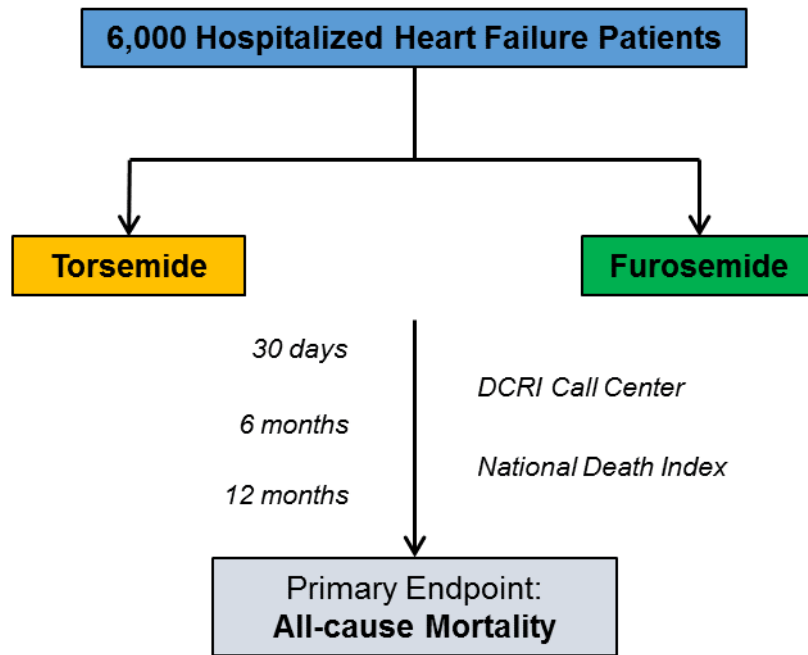 6,000 Hospitalized Heart Failure Patients
Torsemide
Furosemide
30 days
DCRI Call Center
6 months
National Death Index
12 months
Primary Endpoint:
All-cause Mortality